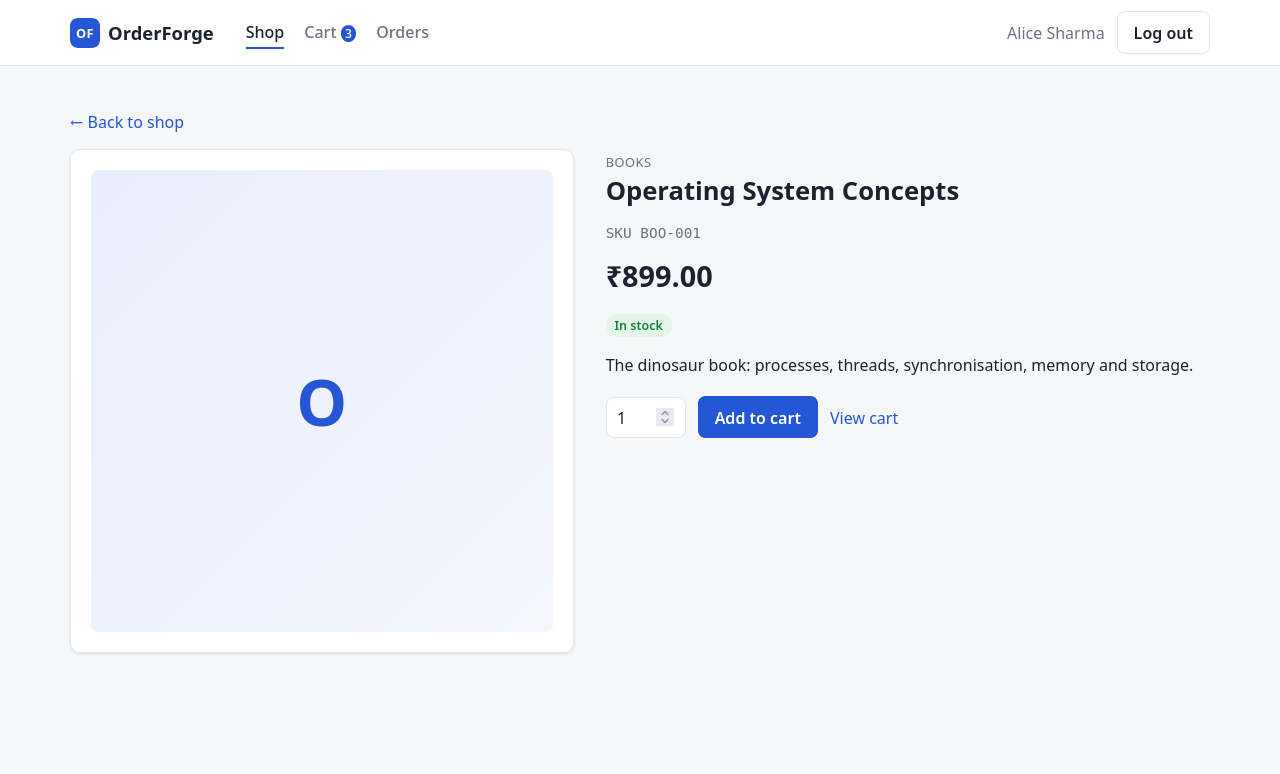 OF OrderForge Shop Cart 3 Orders Alice Sharma Log out
← Back to shop
BOOKS
Operating System Concepts
SKU BOO-001
₹899.00
In stock
The dinosaur book: processes, threads, synchronisation, memory and storage.
1 Add to cart View cart
O